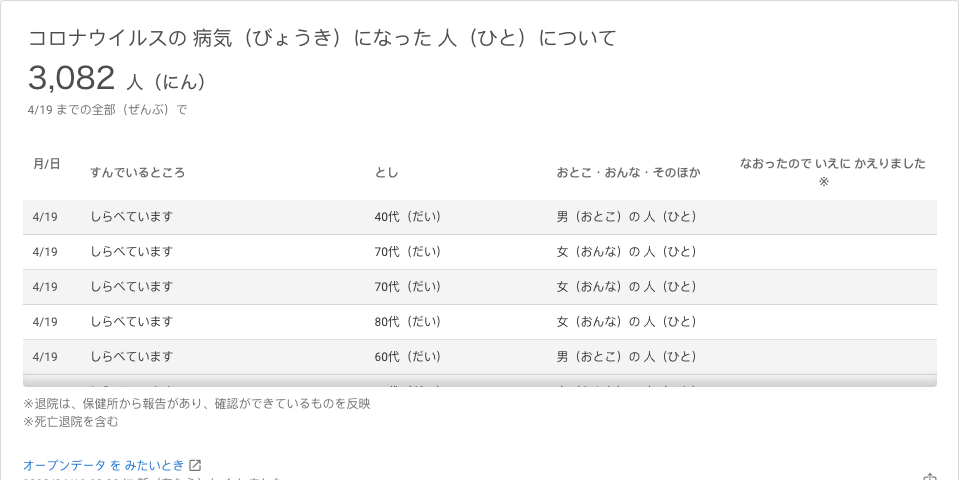 コロナウイルスの 病気（びょうき）になった 人（ひと）について
3,082 人（にん）
4/19 までの全部（ぜんぶ）で
月/日 すんでいるところ とし おとこ・おんな・そのほか なおったので いえに かえりました ※
4/19 しらべています 40代（だい） 男（おとこ）の 人（ひと）
4/19 しらべています 70代（だい） 女（おんな）の 人（ひと）
4/19 しらべています 70代（だい） 女（おんな）の 人（ひと）
4/19 しらべています 80代（だい） 女（おんな）の 人（ひと）
4/19 しらべています 60代（だい） 男（おとこ）の 人（ひと）
※退院は、保健所から報告があり、確認ができているものを反映
※死亡退院を含む
オープンデータ を みたいとき